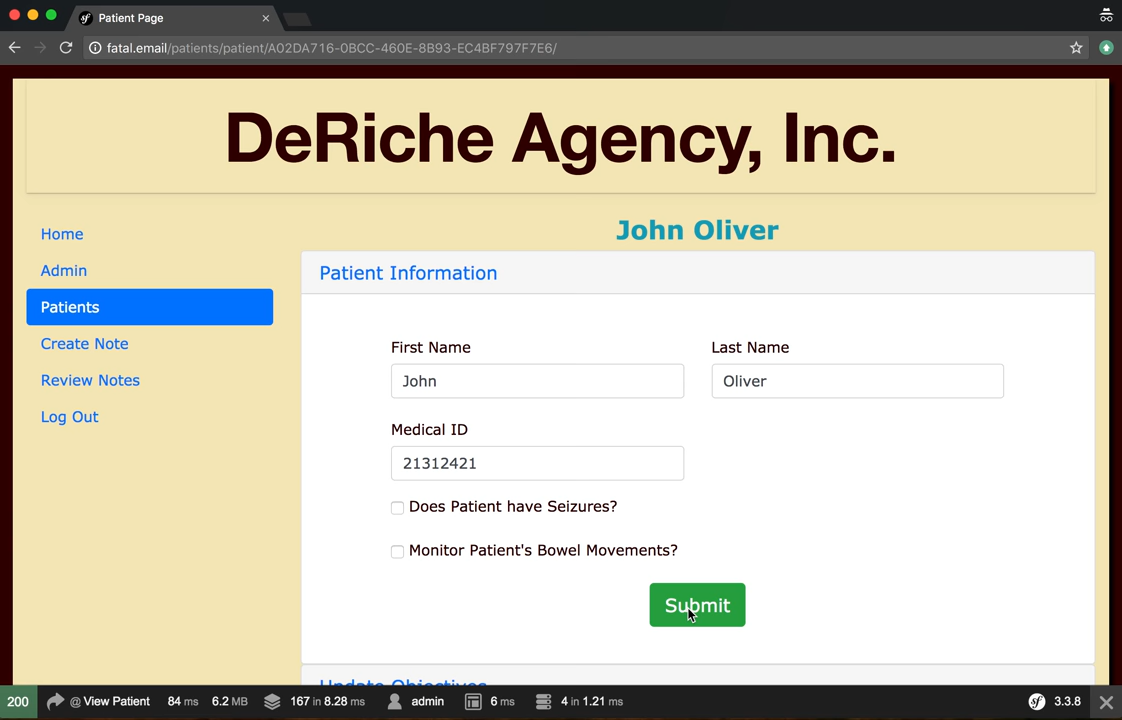 Patient Page
fatal.email/patients/patient/A02DA716-0BCC-460E-8B93-EC4BF797F7E6/
DeRiche Agency, Inc.
Home
Admin
Patients
Create Note
Review Notes
Log Out
John Oliver
Patient Information
First Name
Last Name
John
Oliver
Medical ID
21312421
Does Patient have Seizures?
Monitor Patient's Bowel Movements?
Submit
Update Objectives
200 @ View Patient 84 ms 6.2 MB 167 in 8.28 ms admin 6 ms 4 in 1.21 ms sf 3.3.8